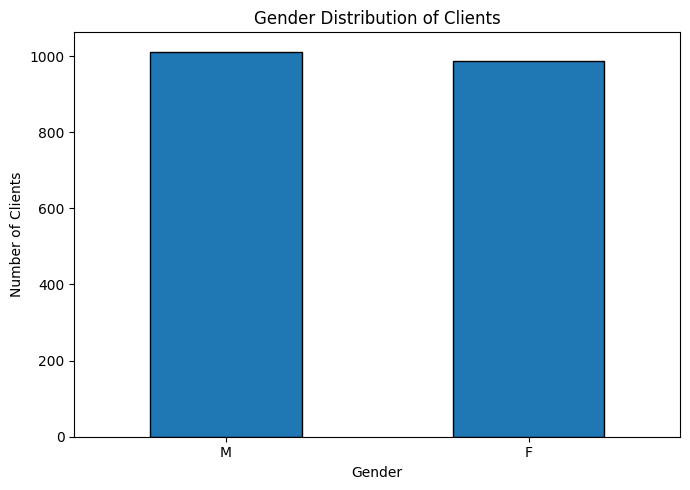 Gender Distribution of Clients
Number of Clients
1000
800
600
400
200
0
M F
Gender